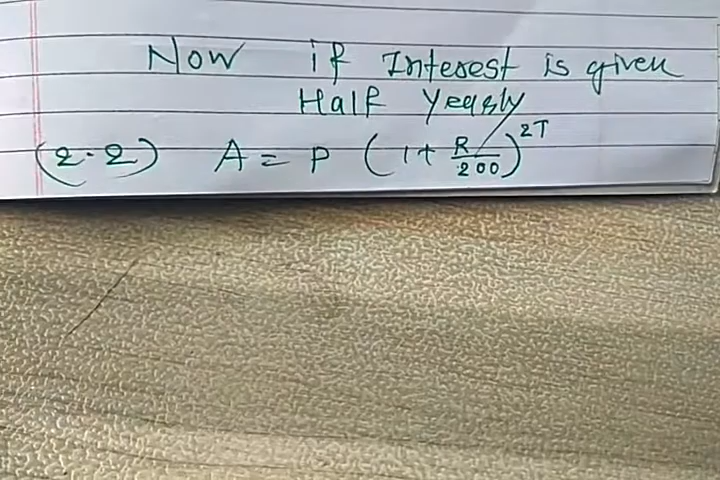 Now if Interest is given
Half Yearly
(2.2) A = P (1 + R/200)^2T